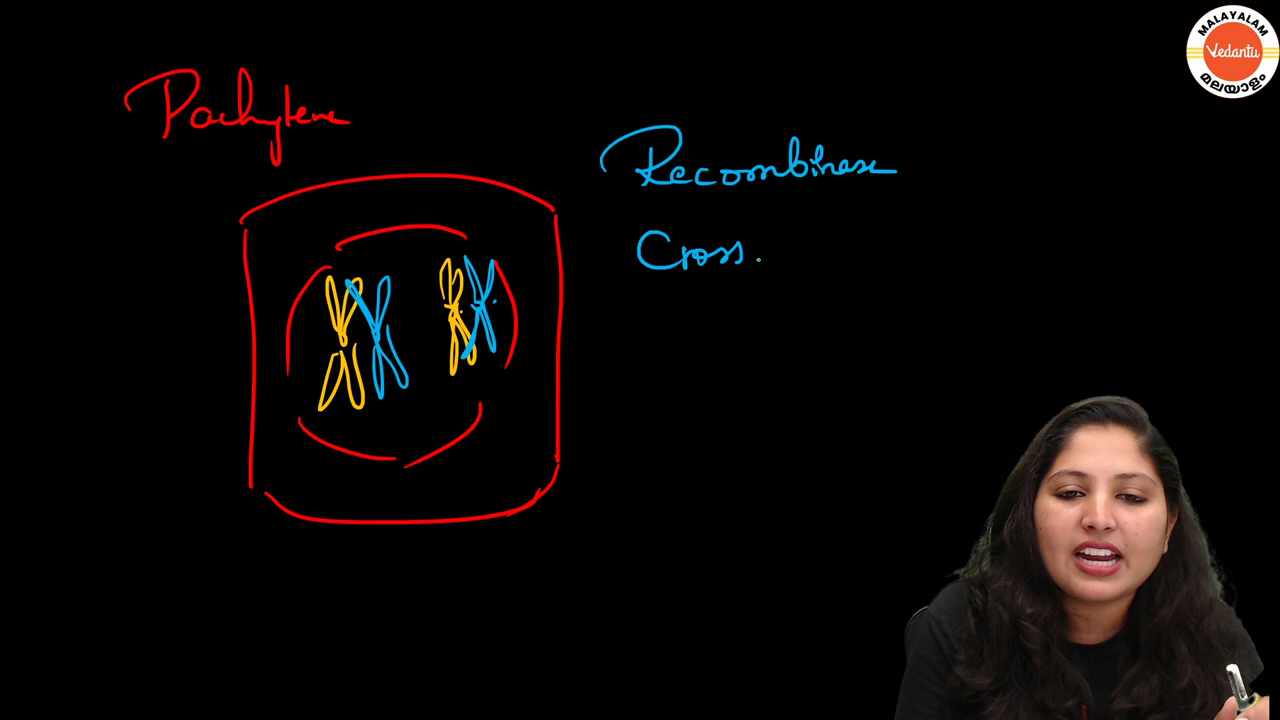 Pachytene
Recombinase
Cross.
MALAYALAM
Vedantu
മലയാളം